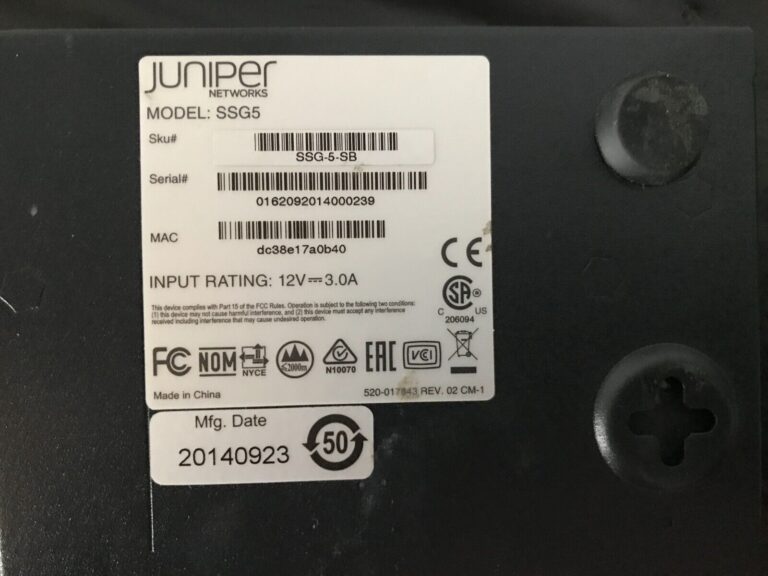 JUNIPER
NETWORKS
MODEL: SSG5
Sku#
SSG-5-SB
Serial#
0162092014000239
MAC
dc38e17a0b40
INPUT RATING: 12V⎓3.0A
This device complies with Part 15 of the FCC Rules. Operation is subject to the following two conditions:
(1) this device may not cause harmful interference, and (2) this device must accept any interference
received including interference that may cause undesired operation.
CE
SA
C US
206094
FC NOM NYCE ≤2000m N10070 EAC VCI
Made in China
520-017643 REV. 02 CM-1
Mfg. Date
20140923
50